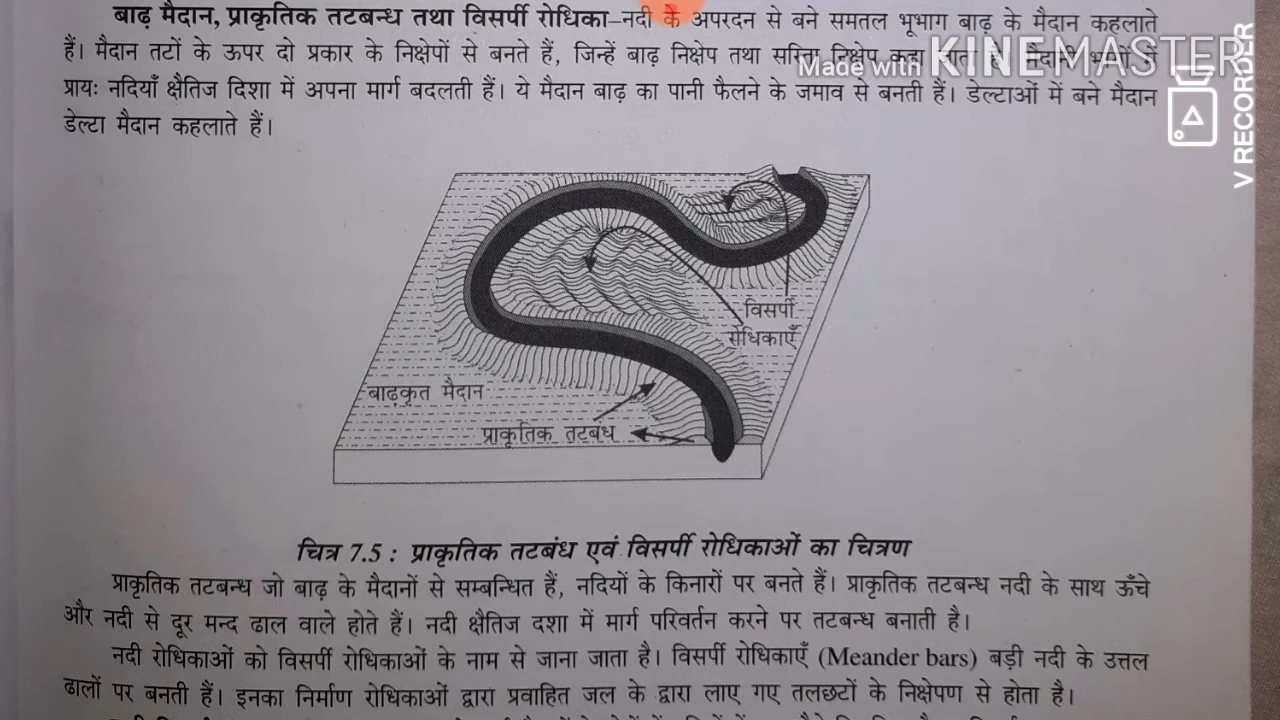 बाढ़ मैदान, प्राकृतिक तटबन्ध तथा विसर्पी रोधिका–नदी के अपरदन से बने समतल भूभाग बाढ़ के मैदान कहलाते
हैं। मैदान तटों के ऊपर दो प्रकार के निक्षेपों से बनते हैं, जिन्हें बाढ़ निक्षेप तथा सरिता निक्षेप कहा
Made with KINEMASTER
V RECORDER
प्रायः नदियाँ क्षैतिज दिशा में अपना मार्ग बदलती हैं। ये मैदान बाढ़ का पानी फैलने के जमाव से बनती हैं। डेल्टाओं में बने मैदान
डेल्टा मैदान कहलाते हैं।
विसर्पी
रोधिकाएँ
बाढ़कृत मैदान
प्राकृतिक तटबंध
चित्र 7.5 : प्राकृतिक तटबंध एवं विसर्पी रोधिकाओं का चित्रण
प्राकृतिक तटबन्ध जो बाढ़ के मैदानों से सम्बन्धित हैं, नदियों के किनारों पर बनते हैं। प्राकृतिक तटबन्ध नदी के साथ ऊँचे
और नदी से दूर मन्द ढाल वाले होते हैं। नदी क्षैतिज दशा में मार्ग परिवर्तन करने पर तटबन्ध बनाती है।
नदी रोधिकाओं को विसर्पी रोधिकाओं के नाम से जाना जाता है। विसर्पी रोधिकाएँ (Meander bars) बड़ी नदी के उत्तल
ढालों पर बनती हैं। इनका निर्माण रोधिकाओं द्वारा प्रवाहित जल के द्वारा लाए गए तलछटों के निक्षेपण से होता है।